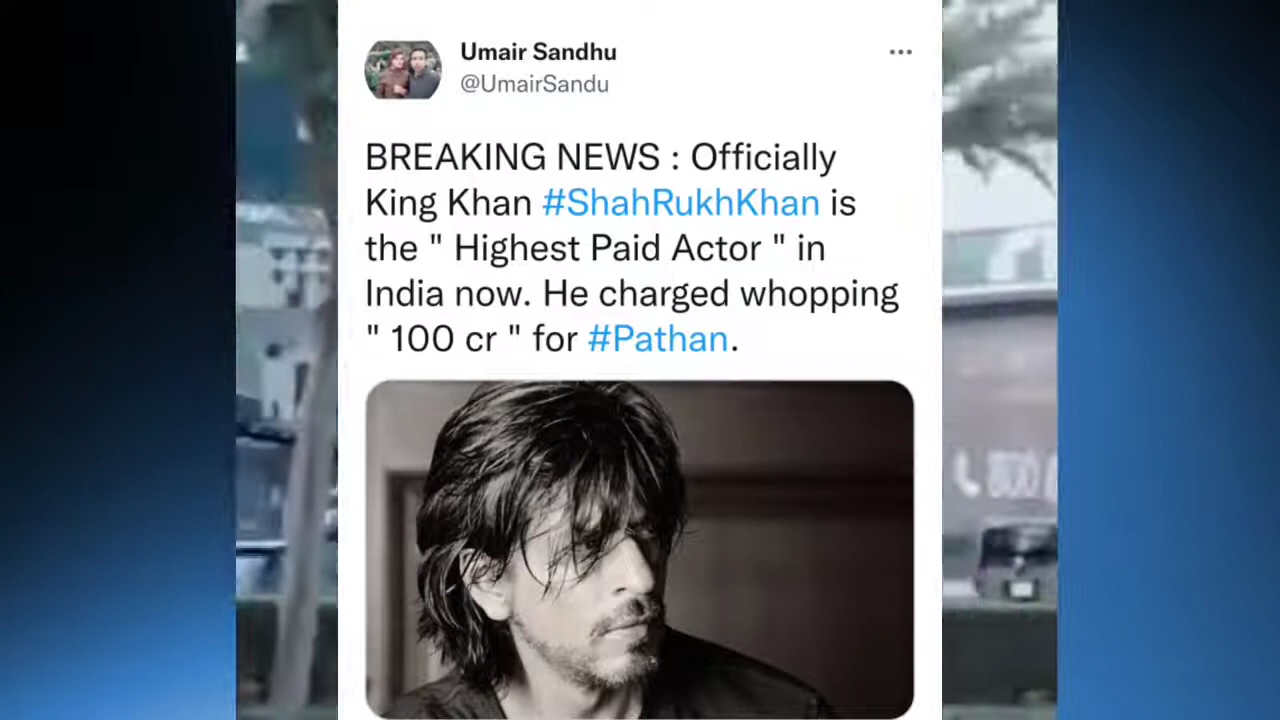 Umair Sandhu
@UmairSandu
BREAKING NEWS : Officially
King Khan #ShahRukhKhan is
the " Highest Paid Actor " in
India now. He charged whopping
" 100 cr " for #Pathan.